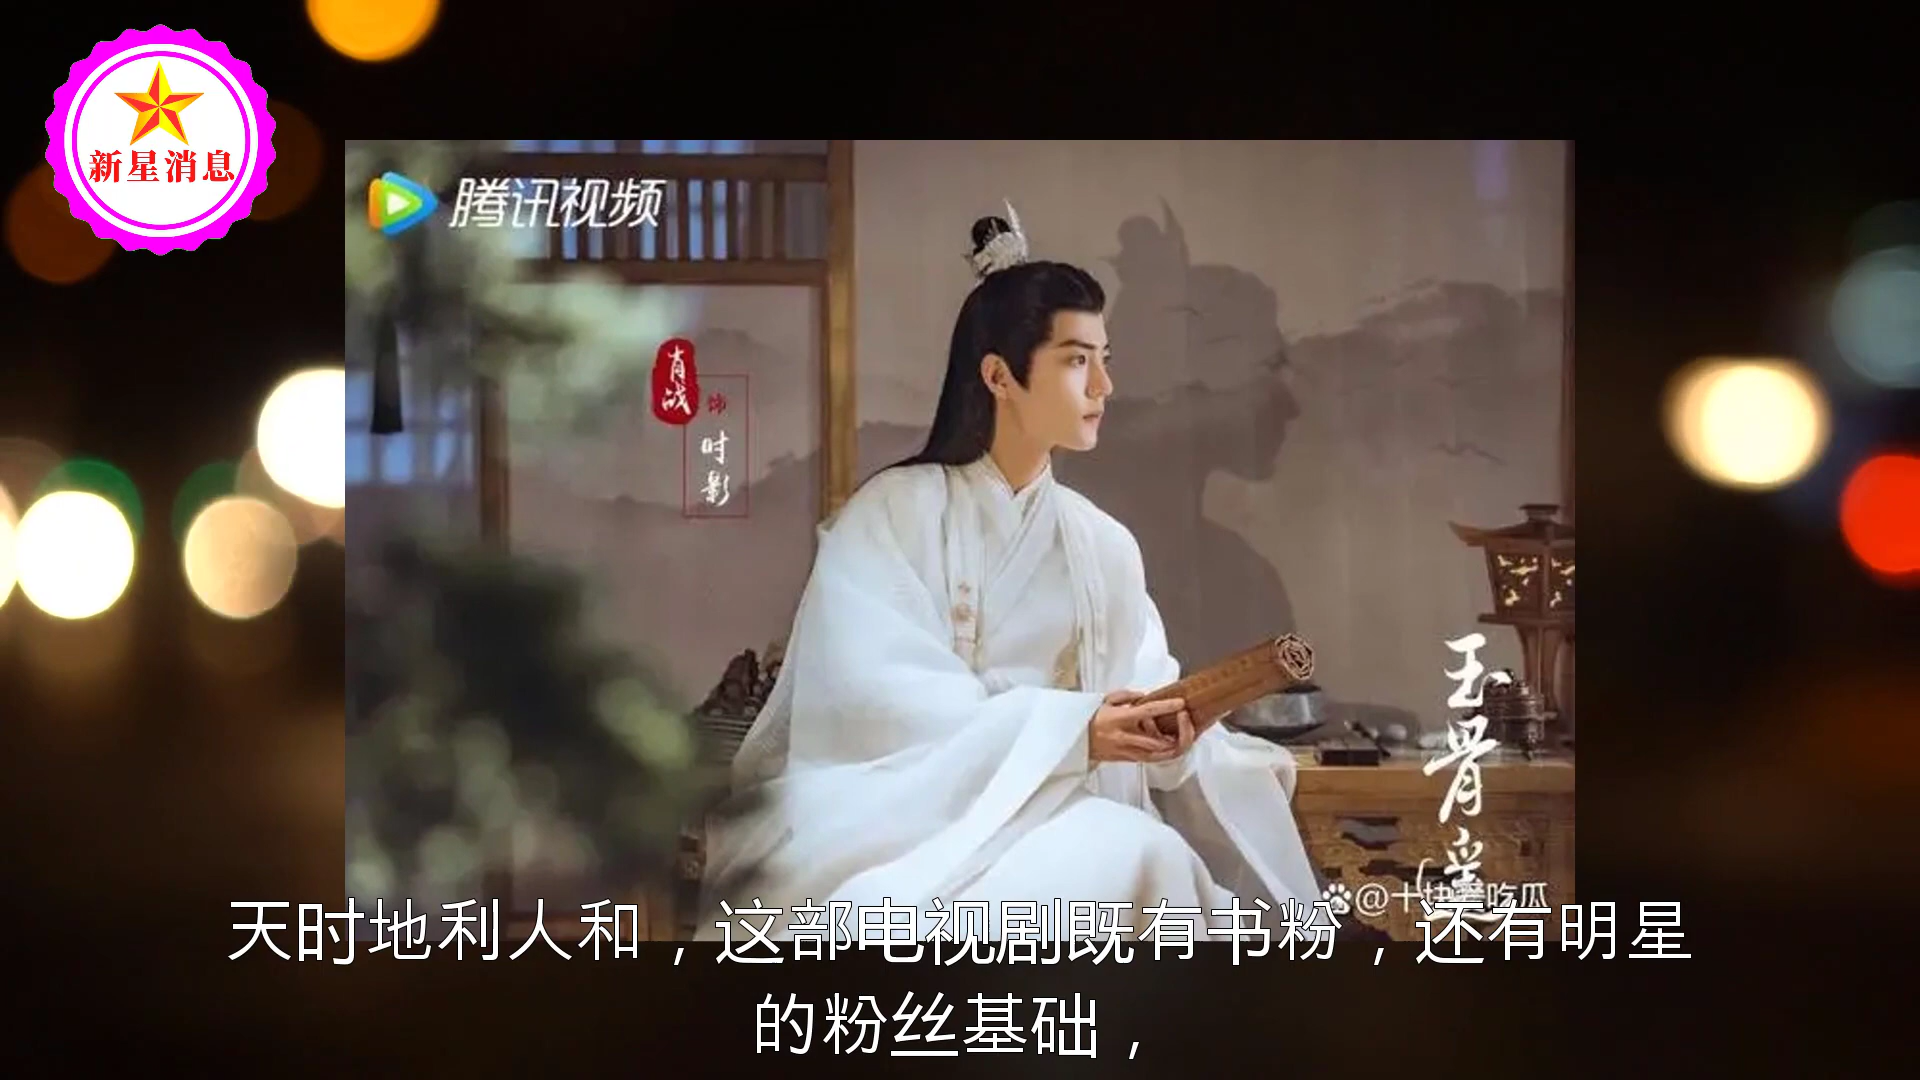 新星消息
腾讯视频
肖战
饰
时影
玉骨遥
天时地利人和，这部电视剧既有书粉，还有明星
的粉丝基础，